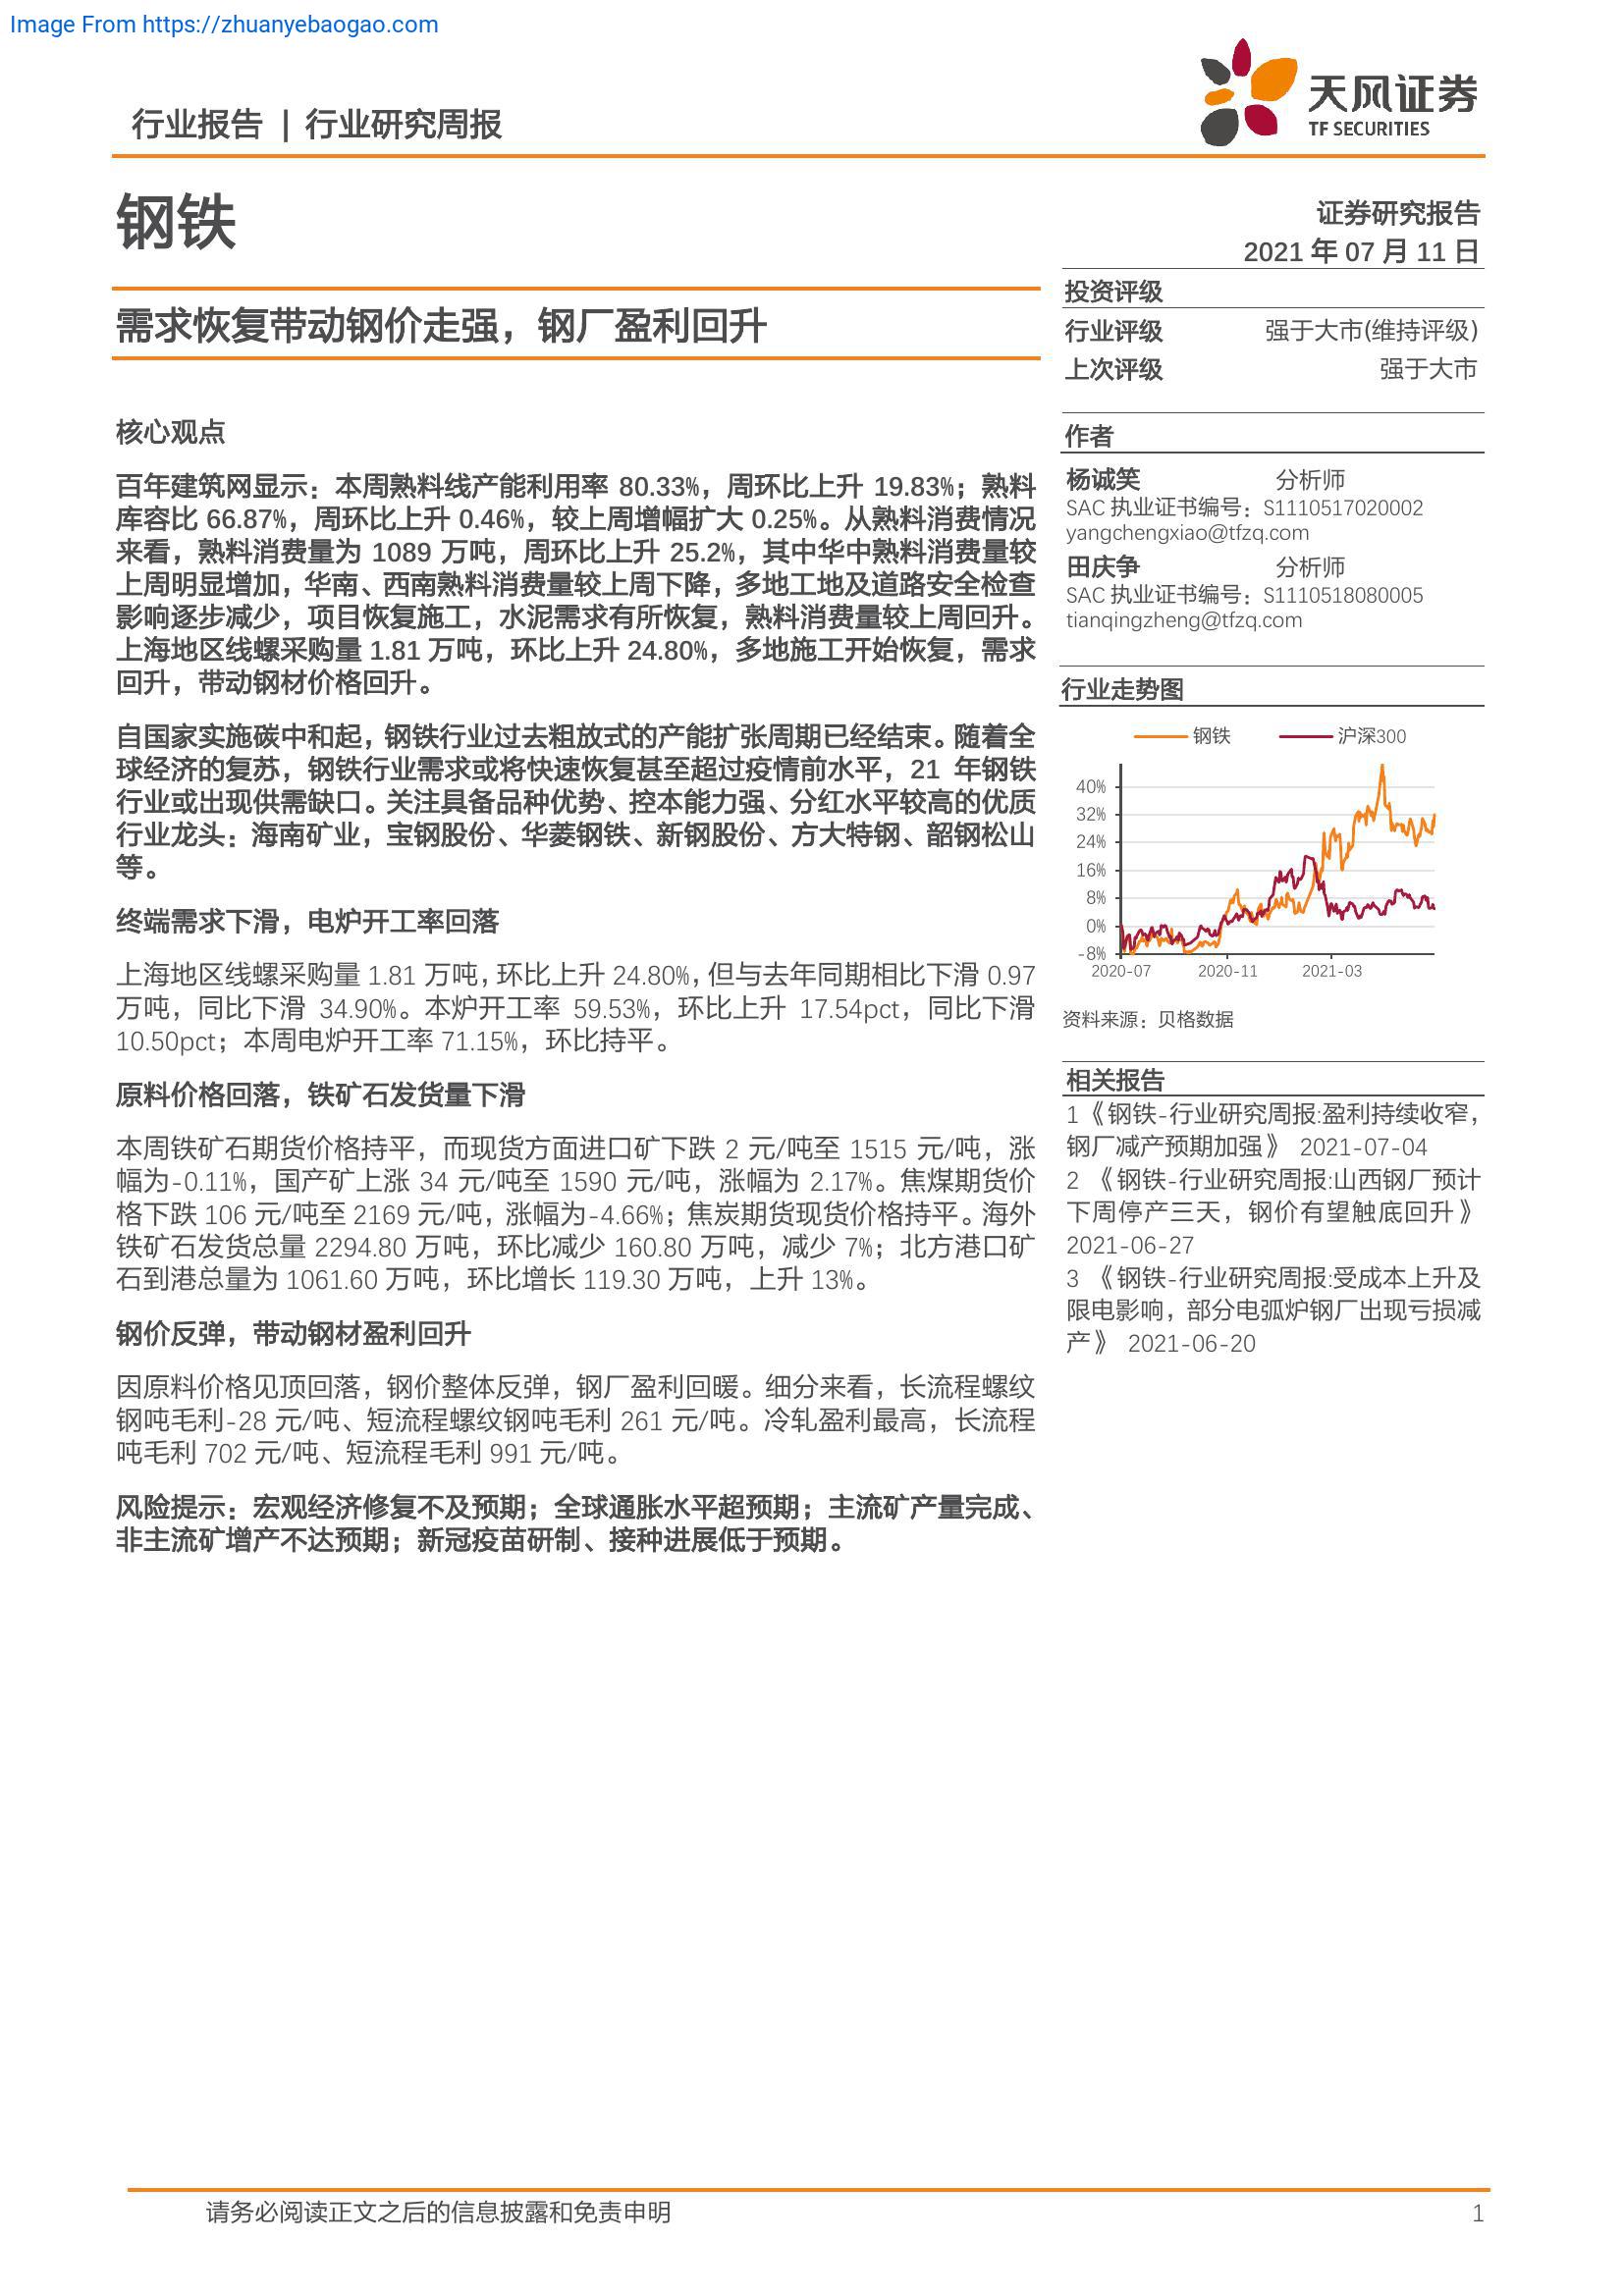 Image From https://zhuanyebaogao.com
行业报告 | 行业研究周报
天风证券
TF SECURITIES
钢铁
证券研究报告
2021 年 07 月 11 日
需求恢复带动钢价走强，钢厂盈利回升
投资评级
行业评级 强于大市(维持评级)
上次评级 强于大市
核心观点
百年建筑网显示：本周熟料线产能利用率 80.33%，周环比上升 19.83%；熟料
库容比 66.87%，周环比上升 0.46%，较上周增幅扩大 0.25%。从熟料消费情况
来看，熟料消费量为 1089 万吨，周环比上升 25.2%，其中华中熟料消费量较
上周明显增加，华南、西南熟料消费量较上周下降，多地工地及道路安全检查
影响逐步减少，项目恢复施工，水泥需求有所恢复，熟料消费量较上周回升。
上海地区线螺采购量 1.81 万吨，环比上升 24.80%，多地施工开始恢复，需求
回升，带动钢材价格回升。
自国家实施碳中和起，钢铁行业过去粗放式的产能扩张周期已经结束。随着全
球经济的复苏，钢铁行业需求或将快速恢复甚至超过疫情前水平，21 年钢铁
行业或出现供需缺口。关注具备品种优势、控本能力强、分红水平较高的优质
行业龙头：海南矿业，宝钢股份、华菱钢铁、新钢股份、方大特钢、韶钢松山
等。
终端需求下滑，电炉开工率回落
上海地区线螺采购量 1.81 万吨，环比上升 24.80%，但与去年同期相比下滑 0.97
万吨，同比下滑 34.90%。本炉开工率 59.53%，环比上升 17.54pct，同比下滑
10.50pct；本周电炉开工率 71.15%，环比持平。
原料价格回落，铁矿石发货量下滑
本周铁矿石期货价格持平，而现货方面进口矿下跌 2 元/吨至 1515 元/吨，涨
幅为-0.11%，国产矿上涨 34 元/吨至 1590 元/吨，涨幅为 2.17%。焦煤期货价
格下跌 106 元/吨至 2169 元/吨，涨幅为-4.66%；焦炭期货现货价格持平。海外
铁矿石发货总量 2294.80 万吨，环比减少 160.80 万吨，减少 7%；北方港口矿
石到港总量为 1061.60 万吨，环比增长 119.30 万吨，上升 13%。
钢价反弹，带动钢材盈利回升
因原料价格见顶回落，钢价整体反弹，钢厂盈利回暖。细分来看，长流程螺纹
钢吨毛利-28 元/吨、短流程螺纹钢吨毛利 261 元/吨。冷轧盈利最高，长流程
吨毛利 702 元/吨、短流程毛利 991 元/吨。
风险提示：宏观经济修复不及预期；全球通胀水平超预期；主流矿产量完成、
非主流矿增产不达预期；新冠疫苗研制、接种进展低于预期。
作者
杨诚笑 分析师
SAC 执业证书编号：S1110517020002
yangchengxiao@tfzq.com
田庆争 分析师
SAC 执业证书编号：S1110518080005
tianqingzheng@tfzq.com
行业走势图
钢铁 沪深300
40%
32%
24%
16%
8%
0%
-8%
2020-07 2020-11 2021-03
资料来源：贝格数据
相关报告
1《钢铁-行业研究周报:盈利持续收窄，
钢厂减产预期加强》 2021-07-04
2 《钢铁-行业研究周报:山西钢厂预计
下周停产三天，钢价有望触底回升》
2021-06-27
3 《钢铁-行业研究周报:受成本上升及
限电影响，部分电弧炉钢厂出现亏损减
产》 2021-06-20
请务必阅读正文之后的信息披露和免责申明 1